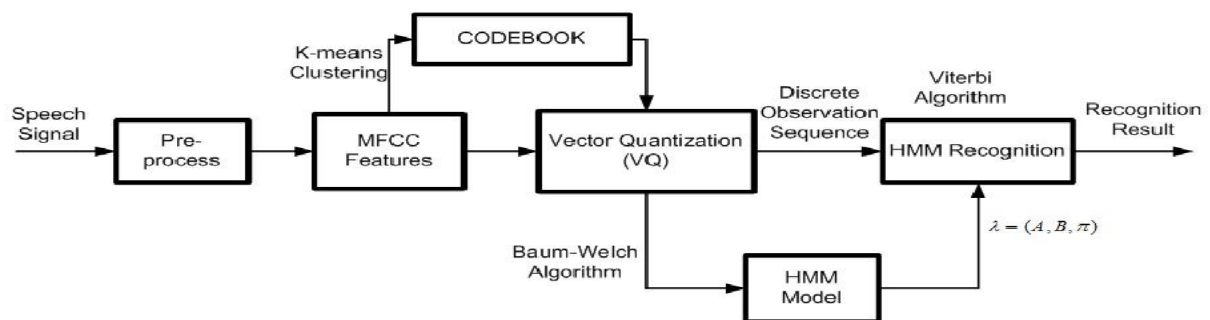 K-means
Clustering
CODEBOOK
Speech
Signal
Pre-
process
MFCC
Features
Vector Quantization
(VQ)
Discrete
Observation
Sequence
Viterbi
Algorithm
HMM Recognition
Recognition
Result
Baum-Welch
Algorithm
HMM
Model
λ = (A, B, π)